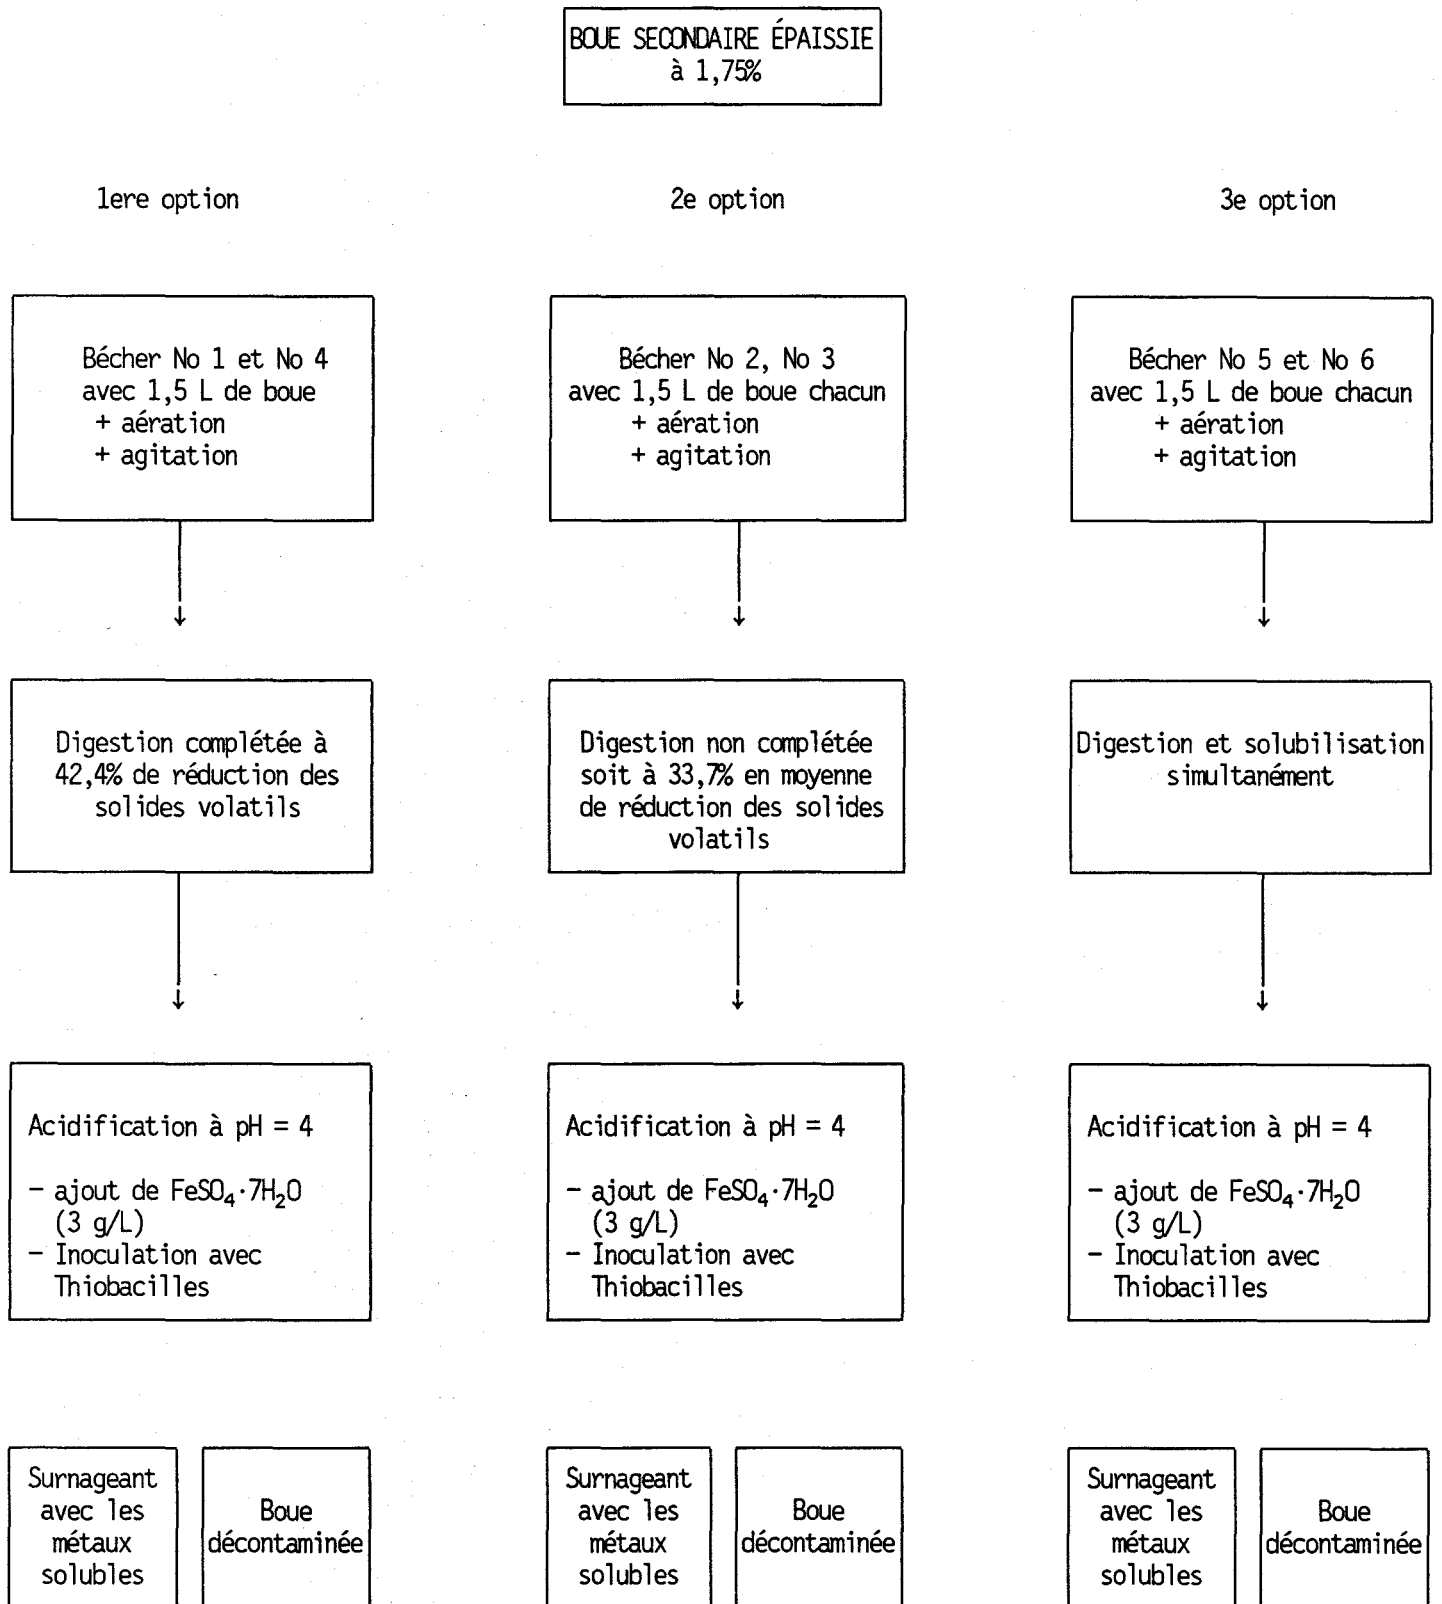 BOUE SECONDAIRE ÉPAISSIE
à 1,75%
1ere option
2e option
3e option
Bécher No 1 et No 4
avec 1,5 L de boue
+ aération
+ agitation
Bécher No 2, No 3
avec 1,5 L de boue chacun
+ aération
+ agitation
Bécher No 5 et No 6
avec 1,5 L de boue chacun
+ aération
+ agitation
Digestion complétée à
42,4% de réduction des
solides volatils
Digestion non complétée
soit à 33,7% en moyenne
de réduction des solides
volatils
Digestion et solubilisation
simultanément
Acidification à pH = 4
– ajout de FeSO₄·7H₂O
(3 g/L)
– Inoculation avec
Thiobacilles
Acidification à pH = 4
– ajout de FeSO₄·7H₂O
(3 g/L)
– Inoculation avec
Thiobacilles
Acidification à pH = 4
– ajout de FeSO₄·7H₂O
(3 g/L)
– Inoculation avec
Thiobacilles
Surnageant
avec les
métaux
solubles
Boue
décontaminée
Surnageant
avec les
métaux
solubles
Boue
décontaminée
Surnageant
avec les
métaux
solubles
Boue
décontaminée